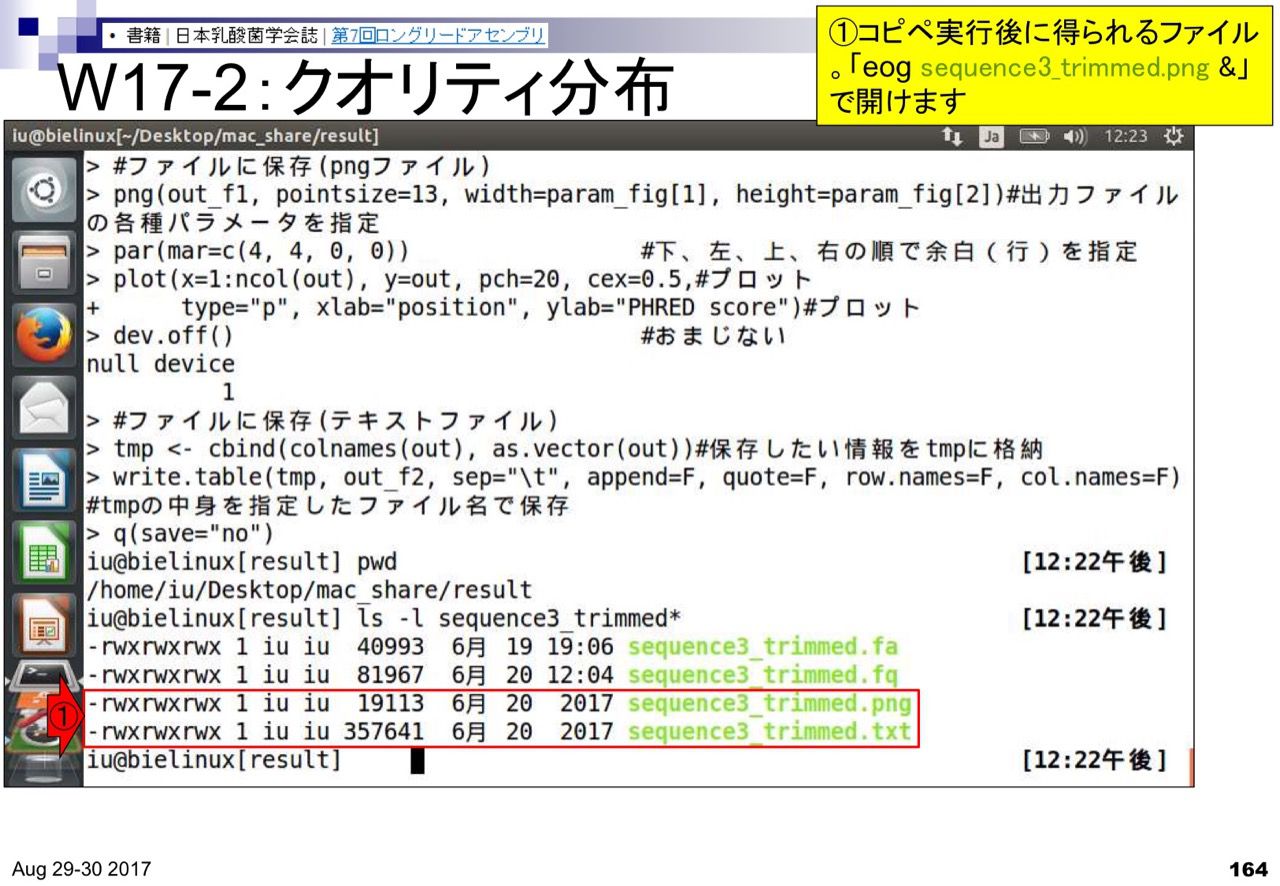 • 書籍 | 日本乳酸菌学会誌 | 第7回ロングリードアセンブリ
W17-2：クオリティ分布
①コピペ実行後に得られるファイル
。「eog sequence3_trimmed.png &」
で開けます
iu@bielinux[~/Desktop/mac_share/result] Ja 12:23
> #ファイルに保存(pngファイル)
> png(out_f1, pointsize=13, width=param_fig[1], height=param_fig[2])#出力ファイル
の各種パラメータを指定
> par(mar=c(4, 4, 0, 0)) #下、左、上、右の順で余白（行）を指定
> plot(x=1:ncol(out), y=out, pch=20, cex=0.5,#プロット
+ type="p", xlab="position", ylab="PHRED score")#プロット
> dev.off() #おまじない
null device
1
> #ファイルに保存(テキストファイル)
> tmp <- cbind(colnames(out), as.vector(out))#保存したい情報をtmpに格納
> write.table(tmp, out_f2, sep="\t", append=F, quote=F, row.names=F, col.names=F)
#tmpの中身を指定したファイル名で保存
> q(save="no")
iu@bielinux[result] pwd [12:22午後]
/home/iu/Desktop/mac_share/result
iu@bielinux[result] ls -l sequence3_trimmed* [12:22午後]
-rwxrwxrwx 1 iu iu 40993 6月 19 19:06 sequence3_trimmed.fa
-rwxrwxrwx 1 iu iu 81967 6月 20 12:04 sequence3_trimmed.fq
-rwxrwxrwx 1 iu iu 19113 6月 20 2017 sequence3_trimmed.png
① -rwxrwxrwx 1 iu iu 357641 6月 20 2017 sequence3_trimmed.txt
iu@bielinux[result] [12:22午後]
Aug 29-30 2017
164